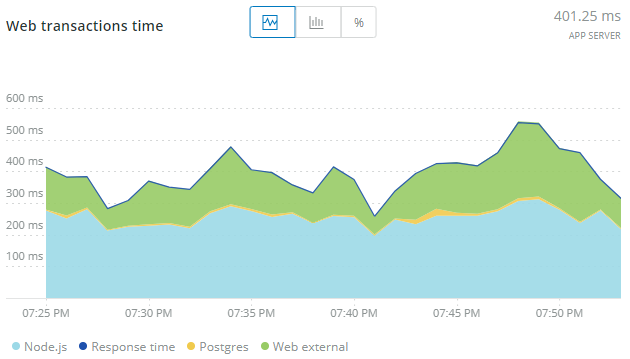 Web transactions time
%
401.25 ms
APP SERVER
600 ms
500 ms
400 ms
300 ms
200 ms
100 ms
07:25 PM 07:30 PM 07:35 PM 07:40 PM 07:45 PM 07:50 PM
Node.js Response time Postgres Web external